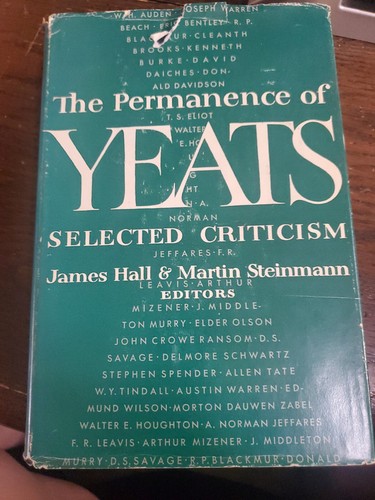 W.H. AUDEN · JOSEPH WARREN
BEACH · ERIC BENTLEY · R.P.
BLACKMUR · CLEANTH
BROOKS · KENNETH
BURKE · DAVID
DAICHES · DON-
ALD DAVIDSON
The Permanence of
T. S. ELIOT
WALTER
E. HO
YEATS
U
G
HT
N · A.
NORMAN
SELECTED CRITICISM
JEFFARES · F.R.
James Hall & Martin Steinmann
LEAVIS · ARTHUR
EDITORS
MIZENER · J. MIDDLE-
TON MURRY · ELDER OLSON
JOHN CROWE RANSOM · D.S.
SAVAGE · DELMORE SCHWARTZ
STEPHEN SPENDER · ALLEN TATE
W.Y. TINDALL · AUSTIN WARREN · ED-
MUND WILSON · MORTON DAUWEN ZABEL
WALTER E. HOUGHTON · A. NORMAN JEFFARES
F. R. LEAVIS · ARTHUR MIZENER · J. MIDDLETON
MURRY · D.S. SAVAGE · R.P. BLACKMUR · DONALD